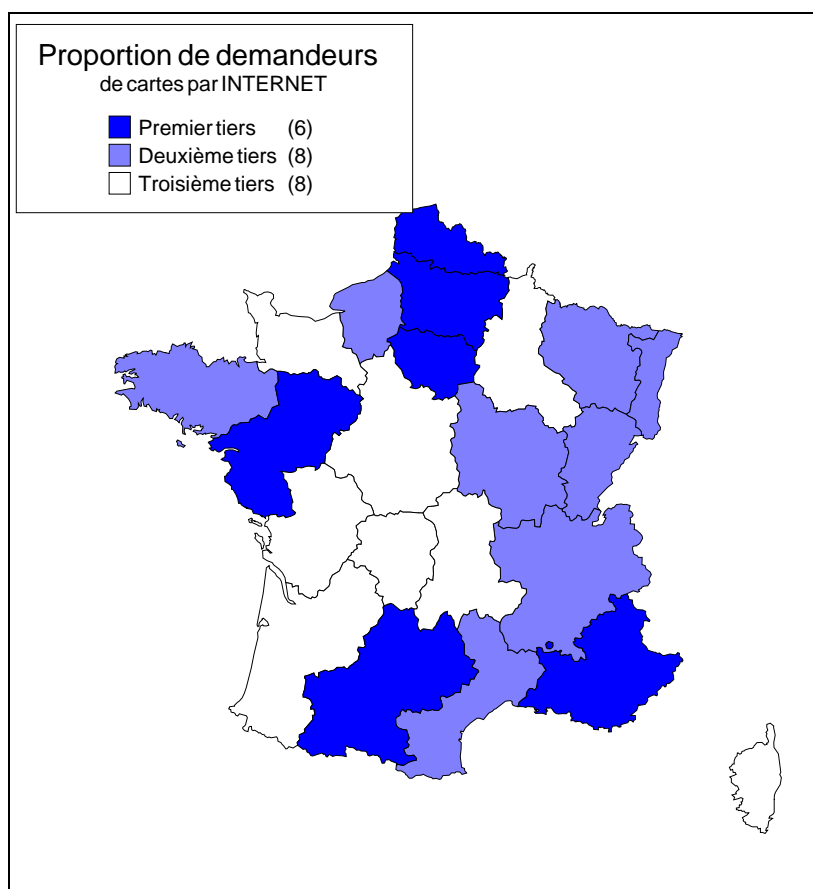 Proportion de demandeurs
de cartes par INTERNET
Premier tiers (6)
Deuxième tiers (8)
Troisième tiers (8)